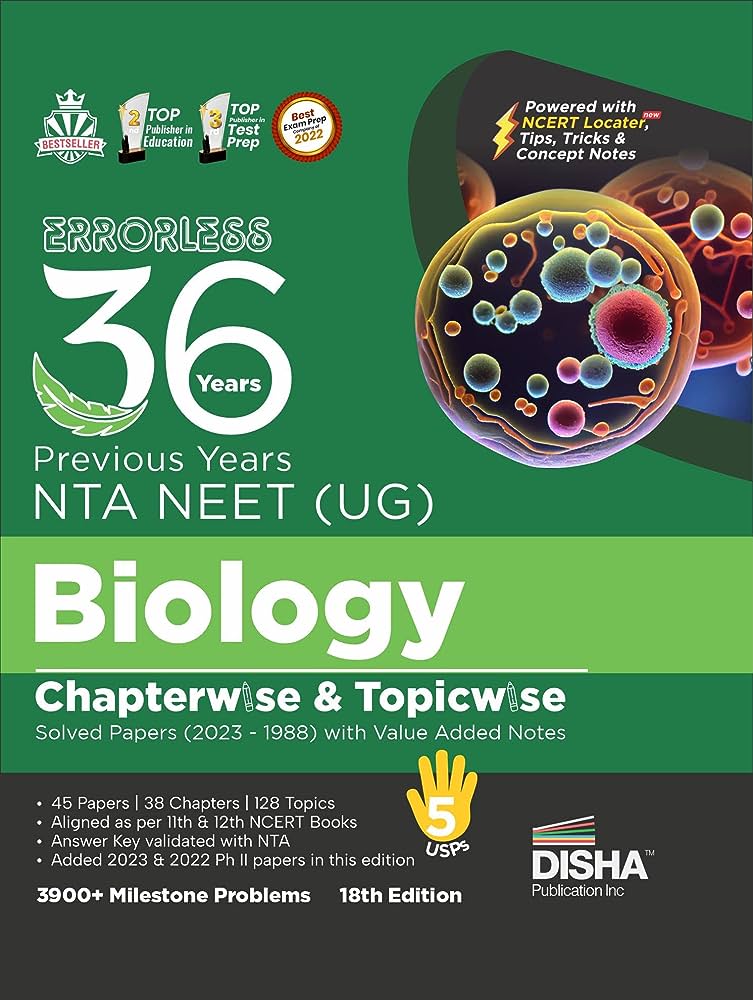 BESTSELLER
2nd TOP
Publisher in
Education
3rd TOP
Publisher in
Test
Prep
Best
Exam Prep
Company of
2022
Powered with
NCERT Locater, new
Tips, Tricks &
Concept Notes
ERRORLESS
36
Years
Previous Years
NTA NEET (UG)
Biology
Chapterwise & Topicwise
Solved Papers (2023 - 1988) with Value Added Notes
• 45 Papers | 38 Chapters | 128 Topics
• Aligned as per 11th & 12th NCERT Books
• Answer Key validated with NTA
• Added 2023 & 2022 Ph II papers in this edition
5
USPs
3900+ Milestone Problems 18th Edition
DISHA™
Publication Inc